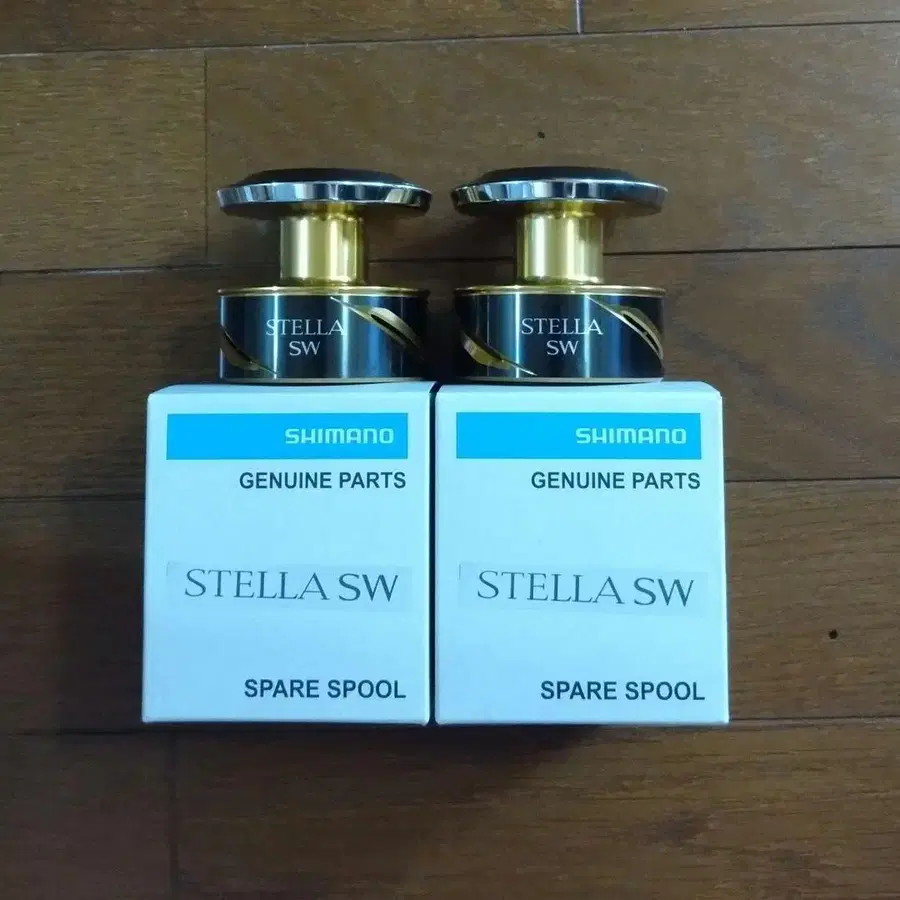 STELLA
SW
STELLA
SW
SHIMANO
GENUINE PARTS
STELLA SW
SPARE SPOOL
SHIMANO
GENUINE PARTS
STELLA SW
SPARE SPOOL